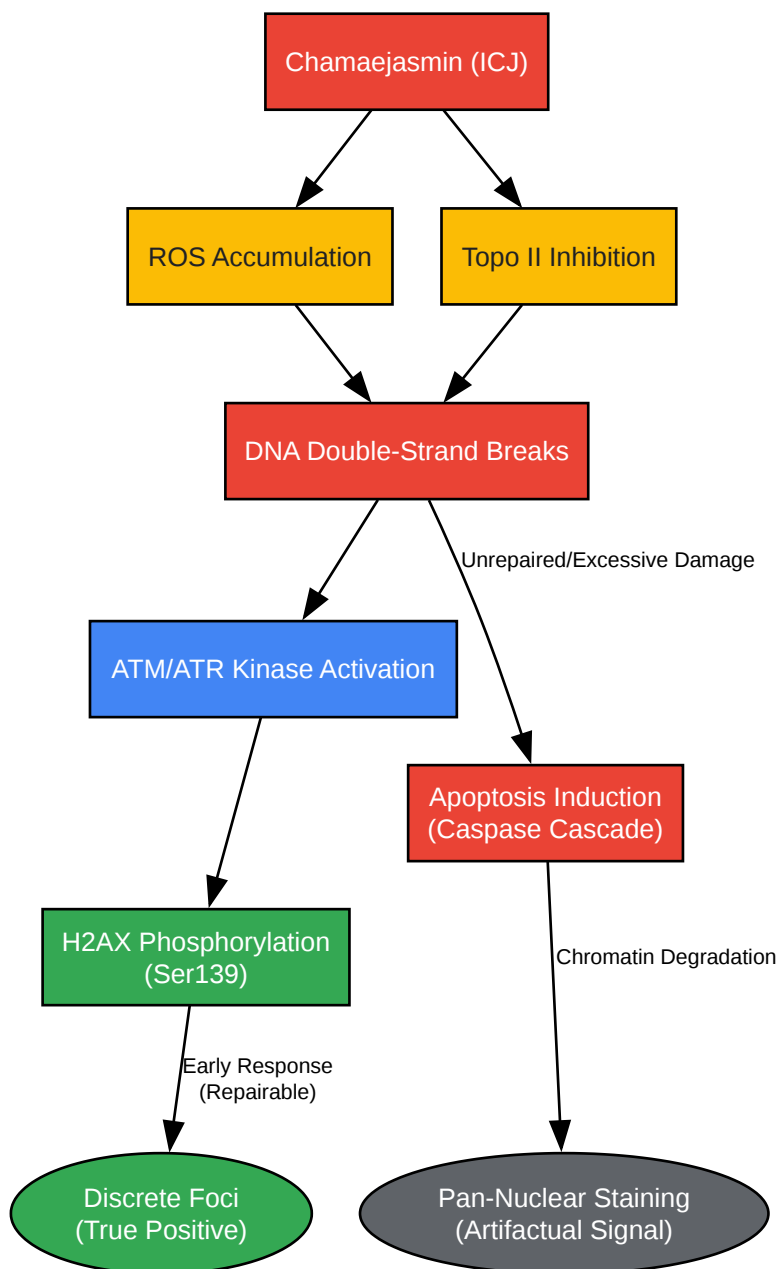 Chamaejasmin (ICJ)
ROS Accumulation
Topo II Inhibition
DNA Double-Strand Breaks
Unrepaired/Excessive Damage
ATM/ATR Kinase Activation
Apoptosis Induction
(Caspase Cascade)
H2AX Phosphorylation
(Ser139)
Chromatin Degradation
Early Response
(Repairable)
Discrete Foci
(True Positive)
Pan-Nuclear Staining
(Artifactual Signal)